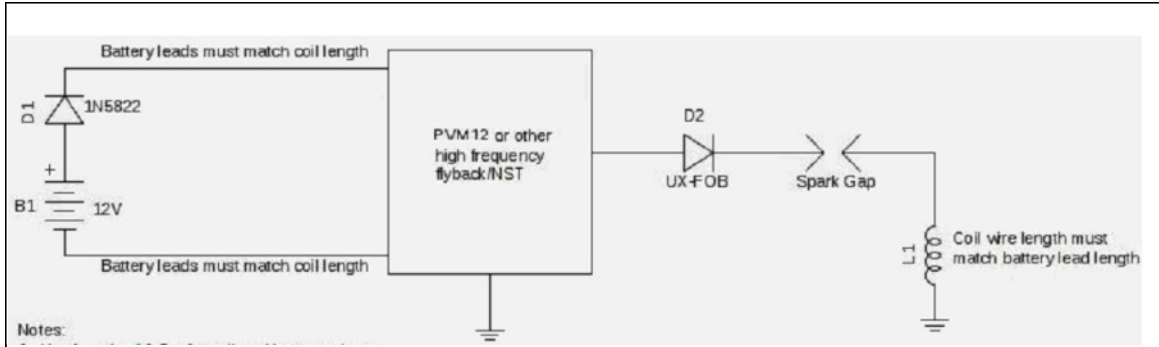 Battery leads must match coil length
D1
1N5822
+
B1
12V
Battery leads must match coil length
PVM12 or other
high frequency
flyback/NST
D2
UX-FOB
Spark Gap
L1
Coil wire length must
match battery lead length
Notes: